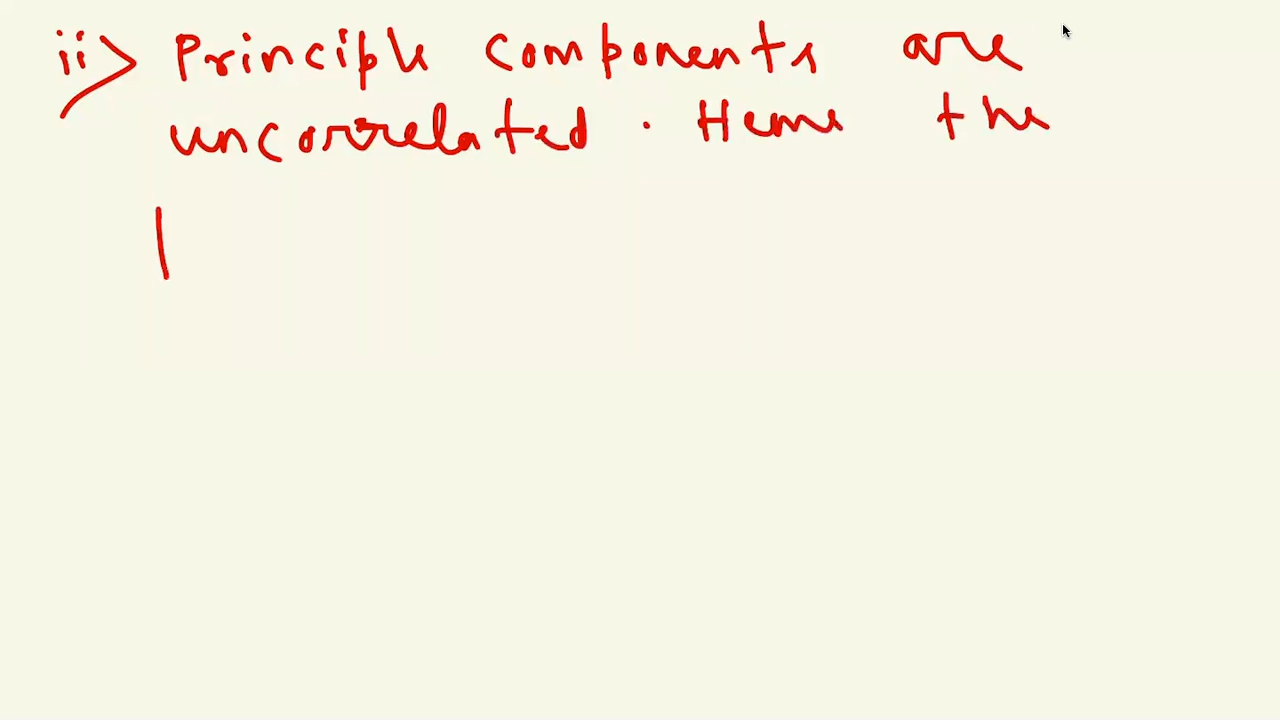 ii> Principle components are
uncorrelated . Hence the